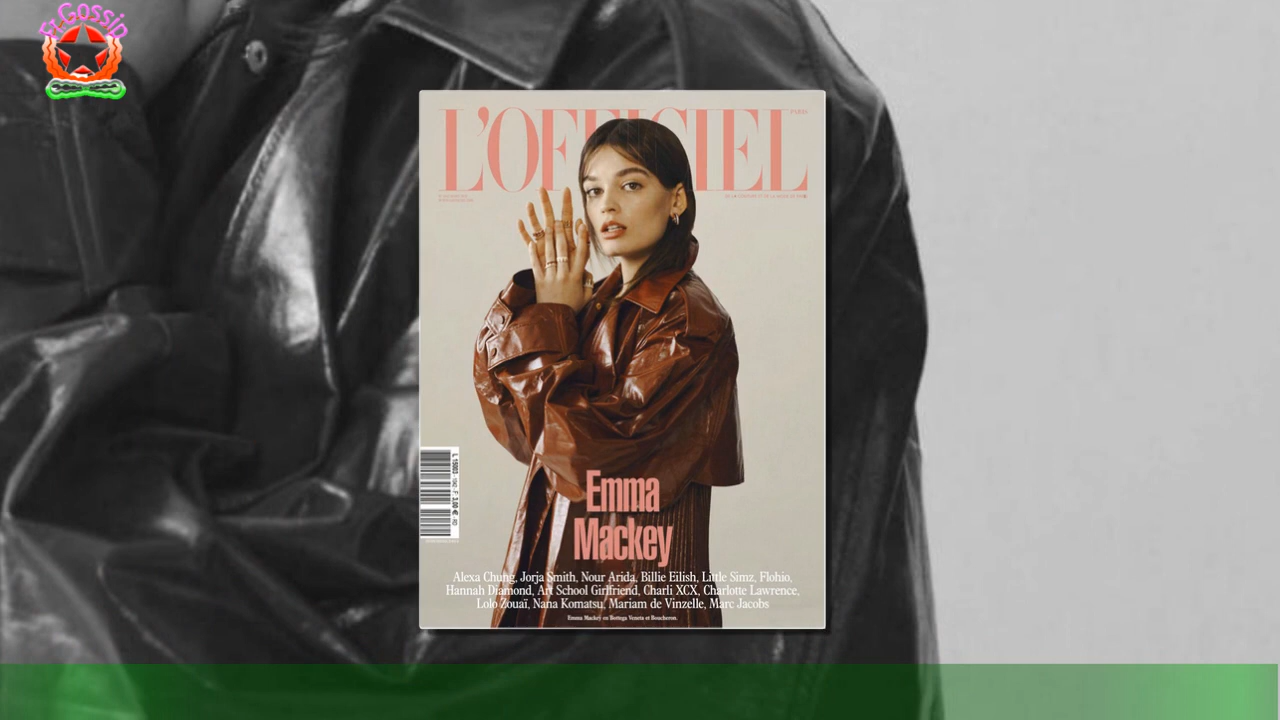 StGossip
L'OFFICIEL
PARIS
Emma
Mackey
Alexa Chung, Jorja Smith, Nour Arida, Billie Eilish, Little Simz, Flohio,
Hannah Diamond, Art School Girlfriend, Charli XCX, Charlotte Lawrence,
Lolo Zouaï, Nana Komatsu, Mariam de Vinzelle, Marc Jacobs
Emma Mackey en Bottega Veneta et Boucheron.